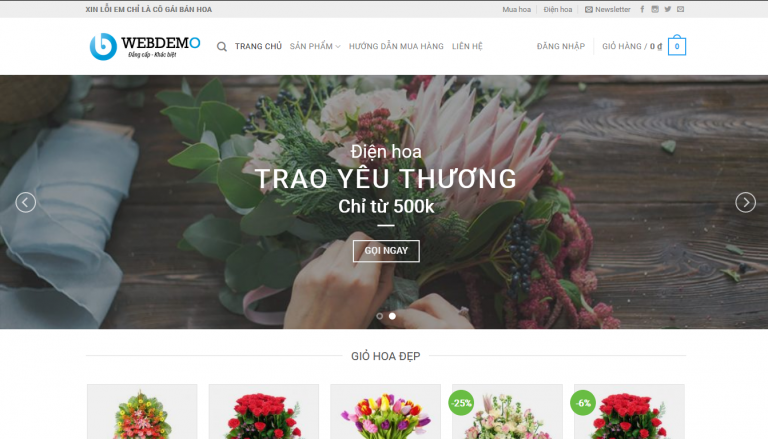 XIN LỖI EM CHỈ LÀ CÔ GÁI BÁN HOA
Mua hoa Điện hoa Newsletter
WEBDEMO
Đẳng cấp - Khác biệt
TRANG CHỦ SẢN PHẨM HƯỚNG DẪN MUA HÀNG LIÊN HỆ ĐĂNG NHẬP GIỎ HÀNG / 0 ₫ 0
Điện hoa
TRAO YÊU THƯƠNG
Chỉ từ 500k
GỌI NGAY
GIỎ HOA ĐẸP
-25% -6%